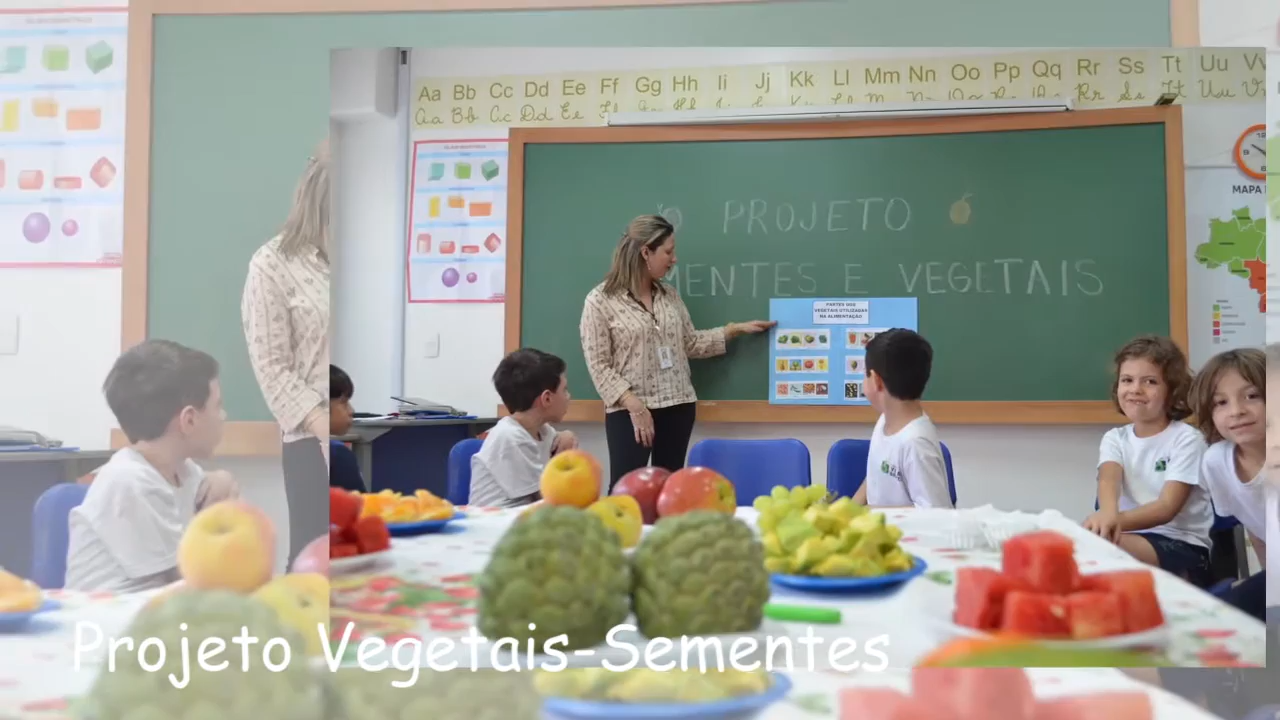 Aa Bb Cc Dd Ee Ff Gg Hh Ii Jj Kk Ll Mm Nn Oo Pp Qq Rr Ss Tt Uu Vv
PROJETO
MENTES E VEGETAIS
PARTES DOS
VEGETAIS UTILIZADAS
NA ALIMENTAÇÃO
MAPA
Projeto Vegetais-Sementes